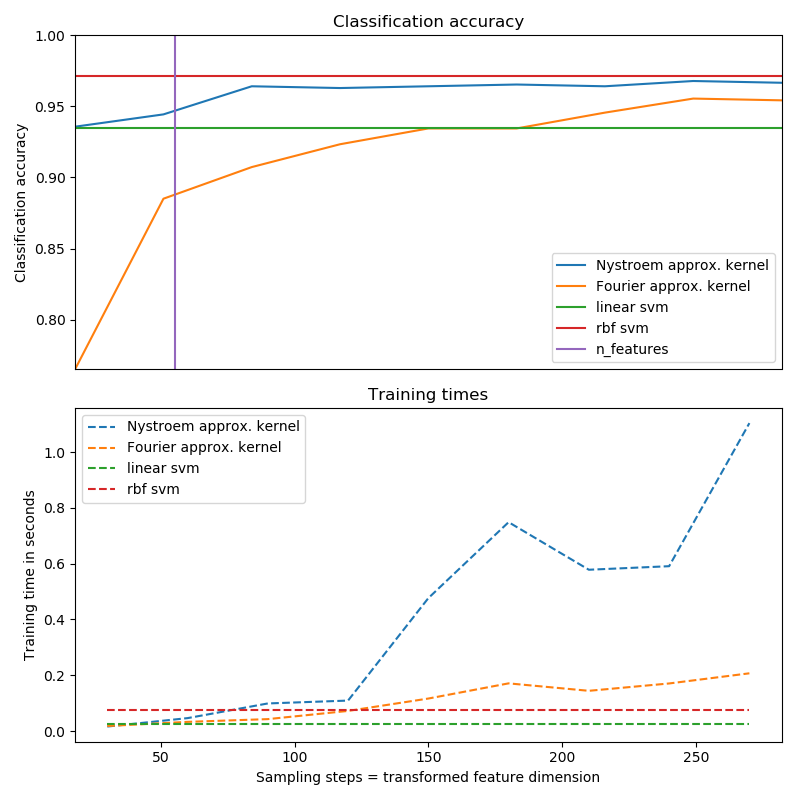 Classification accuracy
1.00
0.95
0.90
0.85
0.80
Classification accuracy
Nystroem approx. kernel
Fourier approx. kernel
linear svm
rbf svm
n_features
Training times
1.0
0.8
0.6
0.4
0.2
0.0
Training time in seconds
Nystroem approx. kernel
Fourier approx. kernel
linear svm
rbf svm
50
100
150
200
250
Sampling steps = transformed feature dimension